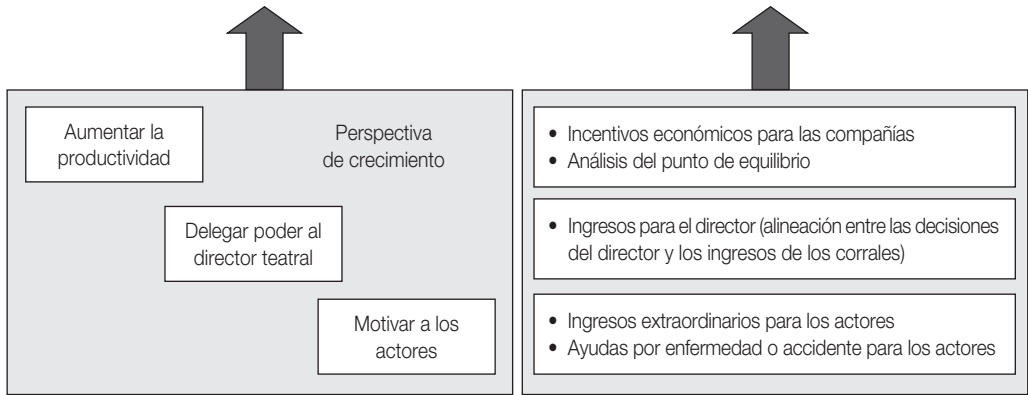 Aumentar la
productividad
Perspectiva
de crecimiento
Delegar poder al
director teatral
Motivar a los
actores
• Incentivos económicos para las compañías
• Análisis del punto de equilibrio
• Ingresos para el director (alineación entre las decisiones
del director y los ingresos de los corrales)
• Ingresos extraordinarios para los actores
• Ayudas por enfermedad o accidente para los actores